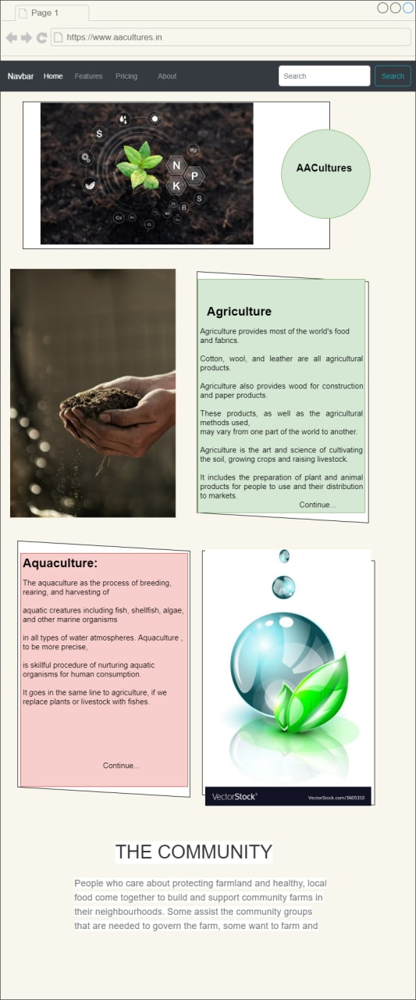 Page 1
https://www.aacultures.in
Navbar Home Features Pricing About Search Search
$
Mg
N
P
K
S
B
AACultures
Agriculture
Agriculture provides most of the world's food
and fabrics.
Cotton, wool, and leather are all agricultural
products.
Agriculture also provides wood for construction
and paper products.
These products, as well as the agricultural
methods used,
may vary from one part of the world to another.
Agriculture is the art and science of cultivating
the soil, growing crops and raising livestock.
It includes the preparation of plant and animal
products for people to use and their distribution
to markets.
Continue...
Aquaculture:
The aquaculture as the process of breeding,
rearing, and harvesting of
aquatic creatures including fish, shellfish, algae,
and other marine organisms
in all types of water atmospheres. Aquaculture ,
to be more precise,
is skillful procedure of nurturing aquatic
organisms for human consumption.
It goes in the same line to agriculture, if we
replace plants or livestock with fishes.
Continue...
VectorStock® VectorStock.com/3605310
THE COMMUNITY
People who care about protecting farmland and healthy, local
food come together to build and support community farms in
their neighbourhoods. Some assist the community groups
that are needed to govern the farm, some want to farm and